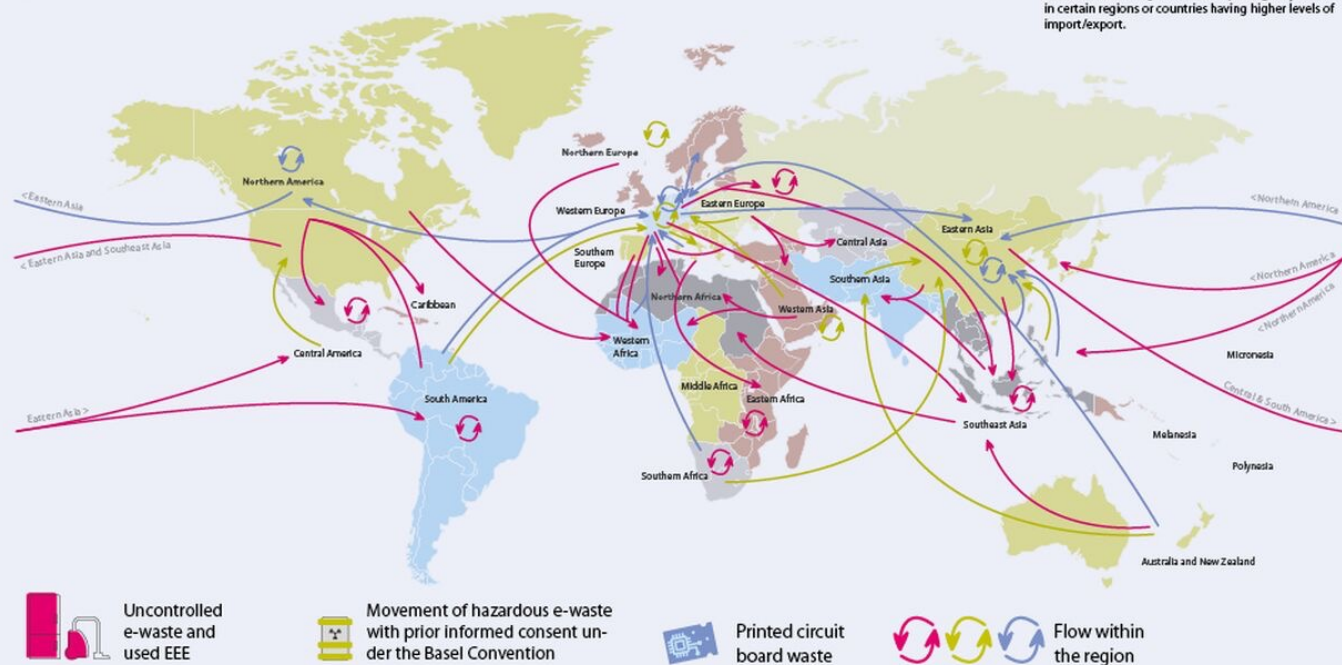 in certain regions or countries having higher levels of
import/export.
Northern Europe
Northern America
<Eastern Asia
<Northern America
Western Europe
Eastern Europe
Eastern Asia
< Eastern Asia and Southeast Asia
Central Asia
Southern
Europe
Southern Asia
<Northern America
Northern Africa
Caribbean
Western Asia
<Northern America
Western
Africa
Central America
Micronesia
Middle Africa
Eastern Africa
South America
Central & South America >
Eastern Asia >
Southeast Asia
Melanesia
Polynesia
Southern Africa
Australia and New Zealand
Uncontrolled
e-waste and
used EEE
Movement of hazardous e-waste
with prior informed consent un-
der the Basel Convention
Printed circuit
board waste
Flow within
the region